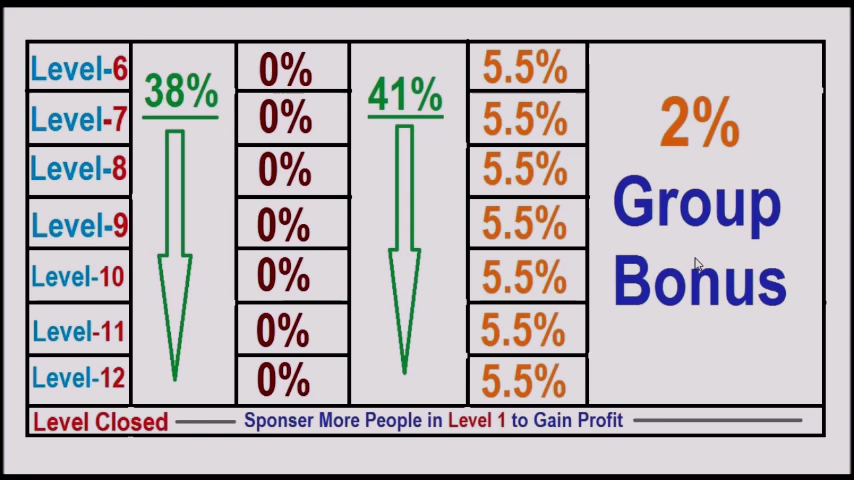 Level-6 38% 0% 41% 5.5% 2% Group Bonus
Level-7 0% 5.5%
Level-8 0% 5.5%
Level-9 0% 5.5%
Level-10 0% 5.5%
Level-11 0% 5.5%
Level-12 0% 5.5%
Level Closed Sponser More People in Level 1 to Gain Profit